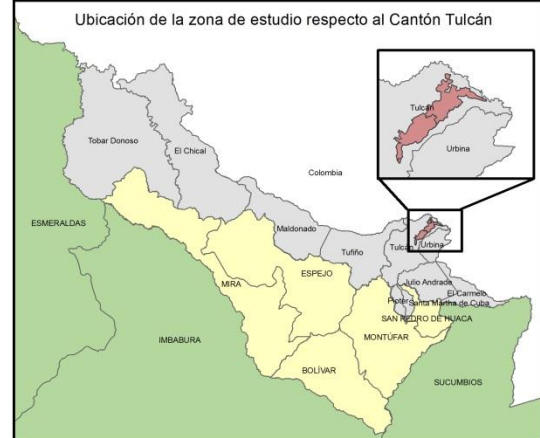 Ubicación de la zona de estudio respecto al Cantón Tulcán
Tulcán
Urbina
Tobar Donoso
El Chical
Colombia
ESMERALDAS
Maldonado
Tufiño
Tulcán
Urbina
MIRA
ESPEJO
Julio Andrade
El Carmelo
Pioter
Santa Martha de Cuba
SAN PEDRO DE HUACA
IMBABURA
MONTÚFAR
BOLÍVAR
SUCUMBIOS